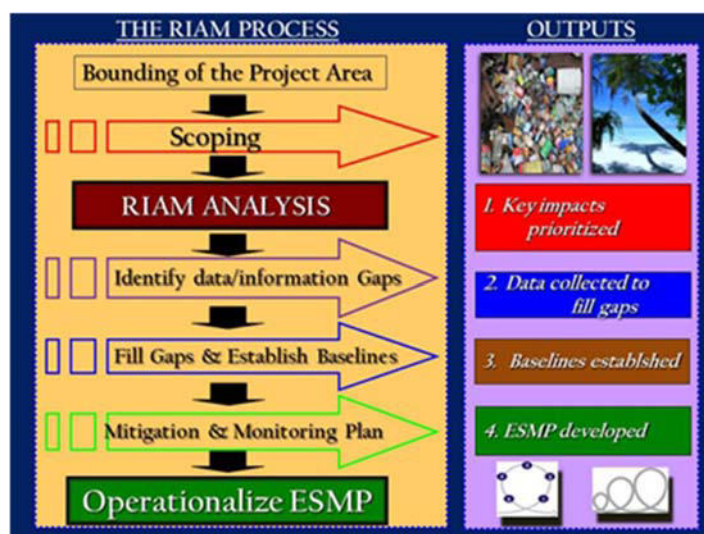 THE RIAM PROCESS
Bounding of the Project Area
Scoping
RIAM ANALYSIS
Identify data/information Gaps
Fill Gaps & Establish Baselines
Mitigation & Monitoring Plan
Operationalize ESMP
OUTPUTS
1. Key impacts
prioritized
2. Data collected to
fill gaps
3. Baselines establshed
4. ESMP developed